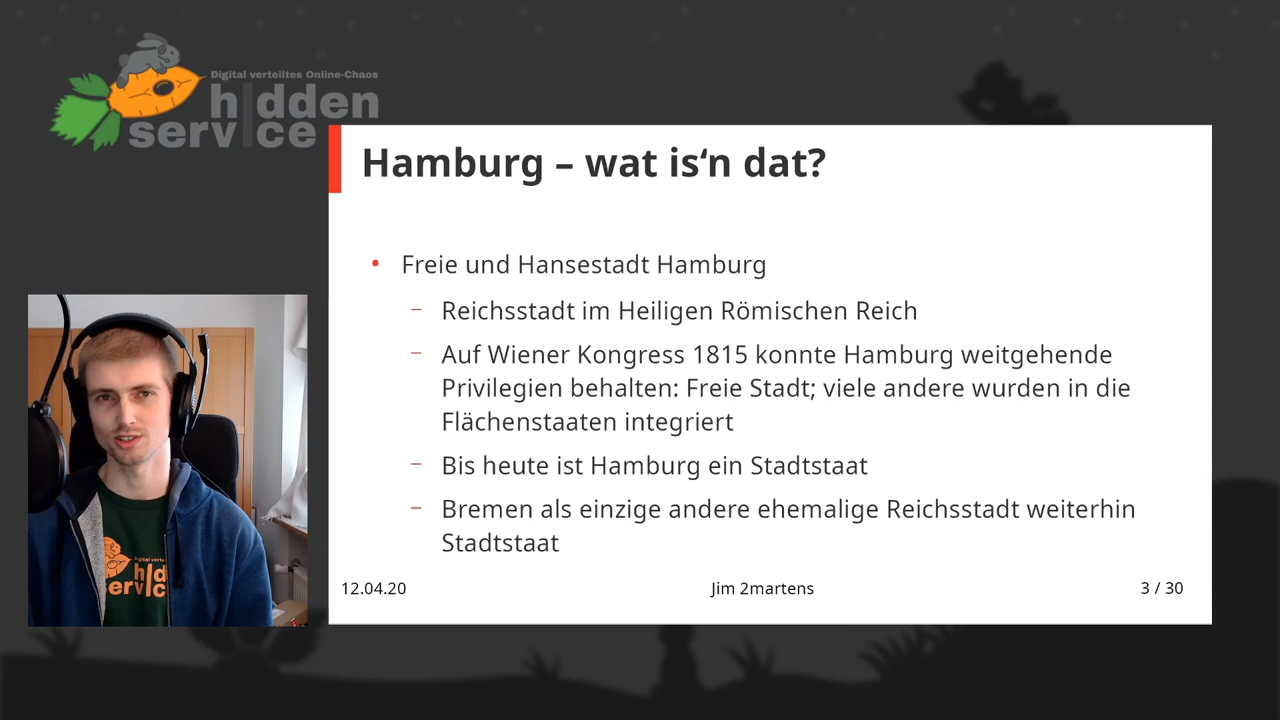 Digital verteiltes Online-Chaos
hidden
service
Hamburg – wat is‘n dat?
• Freie und Hansestadt Hamburg
– Reichsstadt im Heiligen Römischen Reich
– Auf Wiener Kongress 1815 konnte Hamburg weitgehende
Privilegien behalten: Freie Stadt; viele andere wurden in die
Flächenstaaten integriert
– Bis heute ist Hamburg ein Stadtstaat
– Bremen als einzige andere ehemalige Reichsstadt weiterhin
Stadtstaat
12.04.20 Jim 2martens 3 / 30